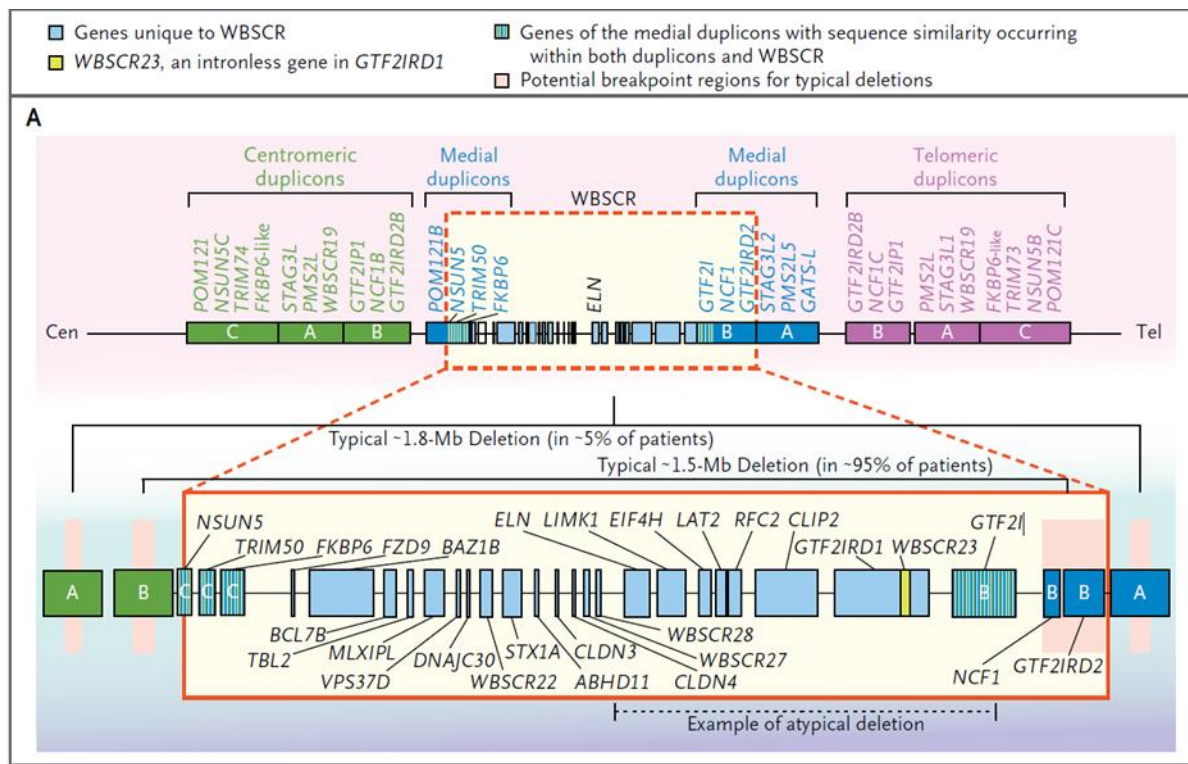 Genes unique to WBSCR
WBSCR23, an intronless gene in GTF2IRD1
Genes of the medial duplicons with sequence similarity occurring
within both duplicons and WBSCR
Potential breakpoint regions for typical deletions
A
Centromeric
duplicons
Medial
duplicons
WBSCR
Medial
duplicons
Telomeric
duplicons
POM121
NSUN5C
TRIM74
FKBP6-like
STAG3L
PMS2L
WBSCR19
GTF2IP1
NCF1B
GTF2IRD2B
POM121B
NSUN5
TRIM50
FKBP6
ELN
GTF2I
NCF1
GTF2IRD2
STAG3L2
PMS2L5
GATS-L
GTF2IRD2B
NCF1C
GTF2IP1
PMS2L
STAG3L1
WBSCR19
FKBP6-like
TRIM73
NSUN5B
POM121C
Cen
C
A
B
B
A
B
A
C
Tel
Typical ~1.8-Mb Deletion (in ~5% of patients)
Typical ~1.5-Mb Deletion (in ~95% of patients)
NSUN5
ELN
LIMK1
EIF4H
LAT2
RFC2
CLIP2
GTF2I
TRIM50
FKBP6
FZD9
BAZ1B
GTF2IRD1
WBSCR23
A
B
C
C
C
B
B
B
A
BCL7B
TBL2
MLXIPL
VPS37D
DNAJC30
WBSCR22
STX1A
CLDN3
ABHD11
WBSCR28
WBSCR27
CLDN4
NCF1
GTF2IRD2
Example of atypical deletion